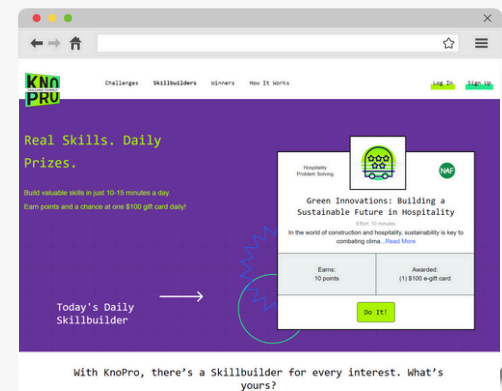 KNO
PRO
Challenges Skillbuilders Winners How It Works
Log In Sign Up
Real Skills. Daily
Prizes.
Build valuable skills in just 10-15 minutes a day.
Earn points and a chance at one $100 gift card daily!
Today's Daily
Skillbuilder
Hospitality
Problem Solving
NAF
Green Innovations: Building a
Sustainable Future in Hospitality
Effort: 10 minutes
In the world of construction and hospitality, sustainability is key to
combating clima...Read More
Earns:
10 points
Awarded:
(1) $100 e-gift card
Do It!
With KnoPro, there's a Skillbuilder for every interest. What's
yours?